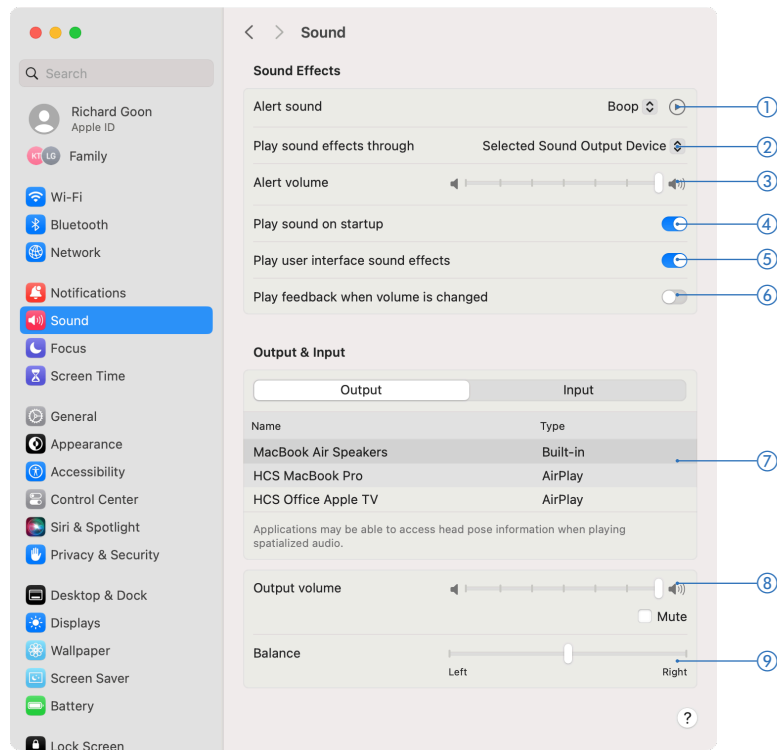 Search
Richard Goon
Apple ID
KT LG Family
Wi-Fi
Bluetooth
Network
Notifications
Sound
Focus
Screen Time
General
Appearance
Accessibility
Control Center
Siri & Spotlight
Privacy & Security
Desktop & Dock
Displays
Wallpaper
Screen Saver
Battery
Lock Screen
Sound
Sound Effects
Alert sound Boop 1
Play sound effects through Selected Sound Output Device 2
Alert volume 3
Play sound on startup 4
Play user interface sound effects 5
Play feedback when volume is changed 6
Output & Input
Output Input
Name Type
MacBook Air Speakers Built-in 7
HCS MacBook Pro AirPlay
HCS Office Apple TV AirPlay
Applications may be able to access head pose information when playing
spatialized audio.
Output volume 8
Mute
Balance 9
Left Right
?